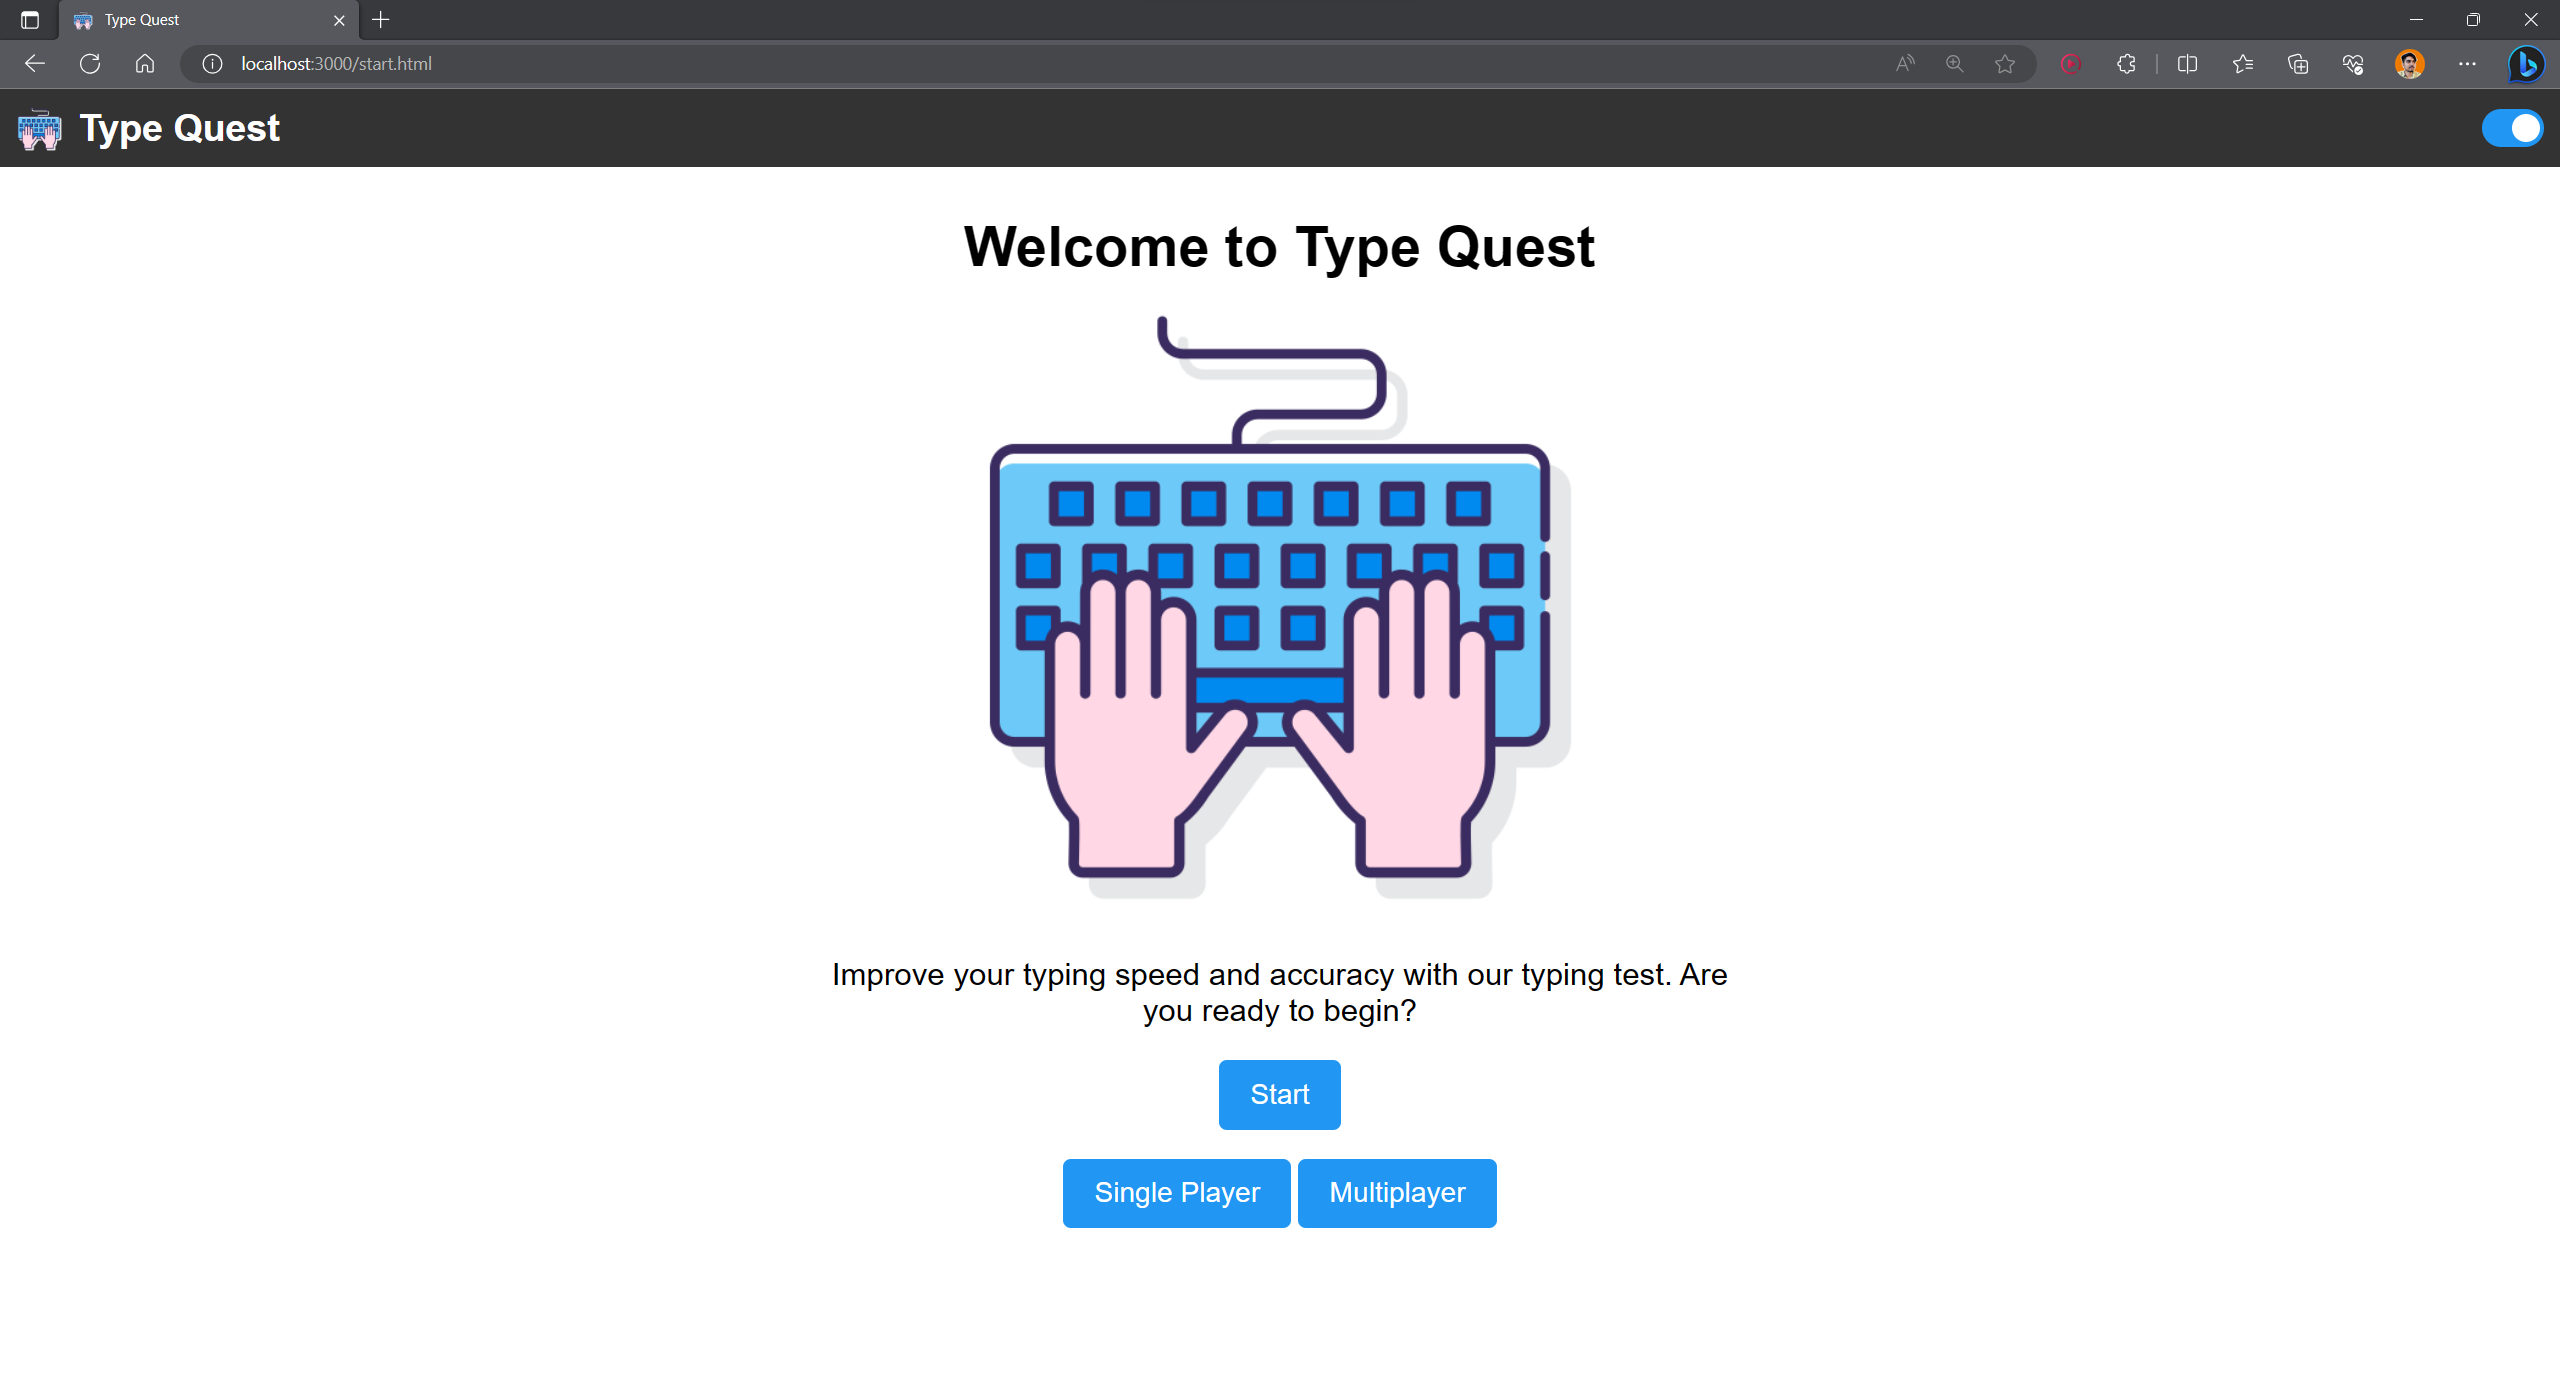 Type Quest
localhost:3000/start.html
Type Quest
Welcome to Type Quest
Improve your typing speed and accuracy with our typing test. Are
you ready to begin?
Start
Single Player Multiplayer